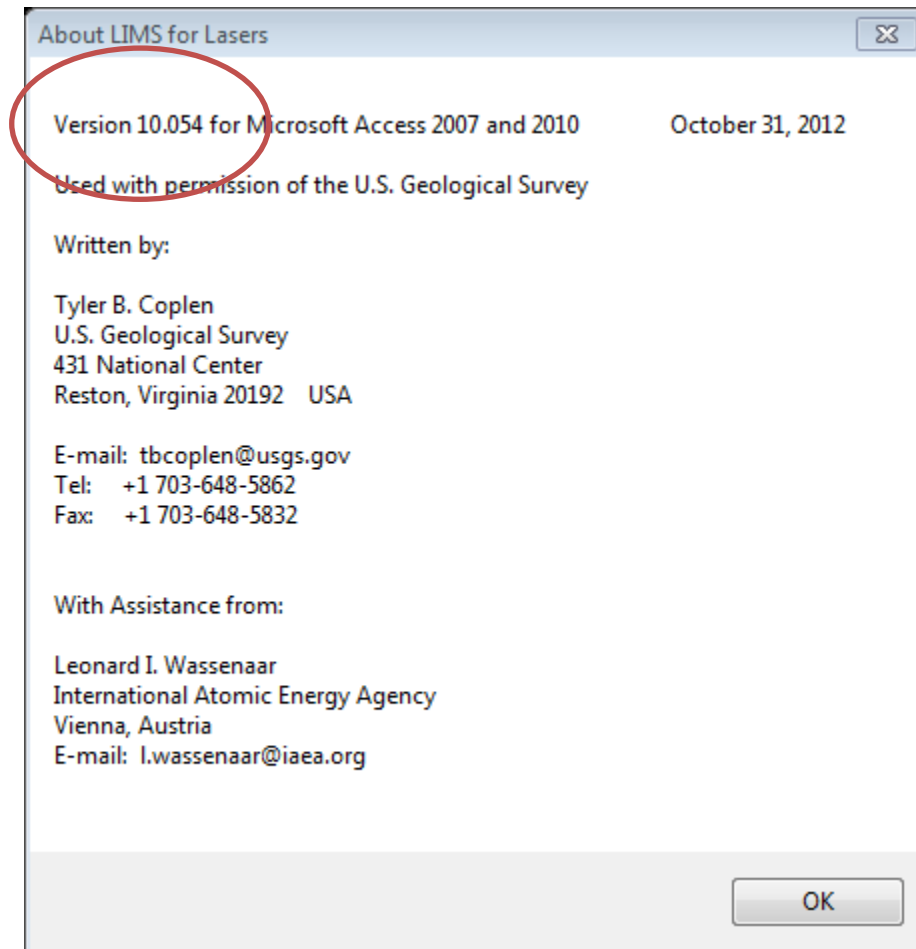 About LIMS for Lasers
Version 10.054 for Microsoft Access 2007 and 2010 October 31, 2012
Used with permission of the U.S. Geological Survey
Written by:
Tyler B. Coplen
U.S. Geological Survey
431 National Center
Reston, Virginia 20192 USA
E-mail: tbcoplen@usgs.gov
Tel: +1 703-648-5862
Fax: +1 703-648-5832
With Assistance from:
Leonard I. Wassenaar
International Atomic Energy Agency
Vienna, Austria
E-mail: l.wassenaar@iaea.org
OK